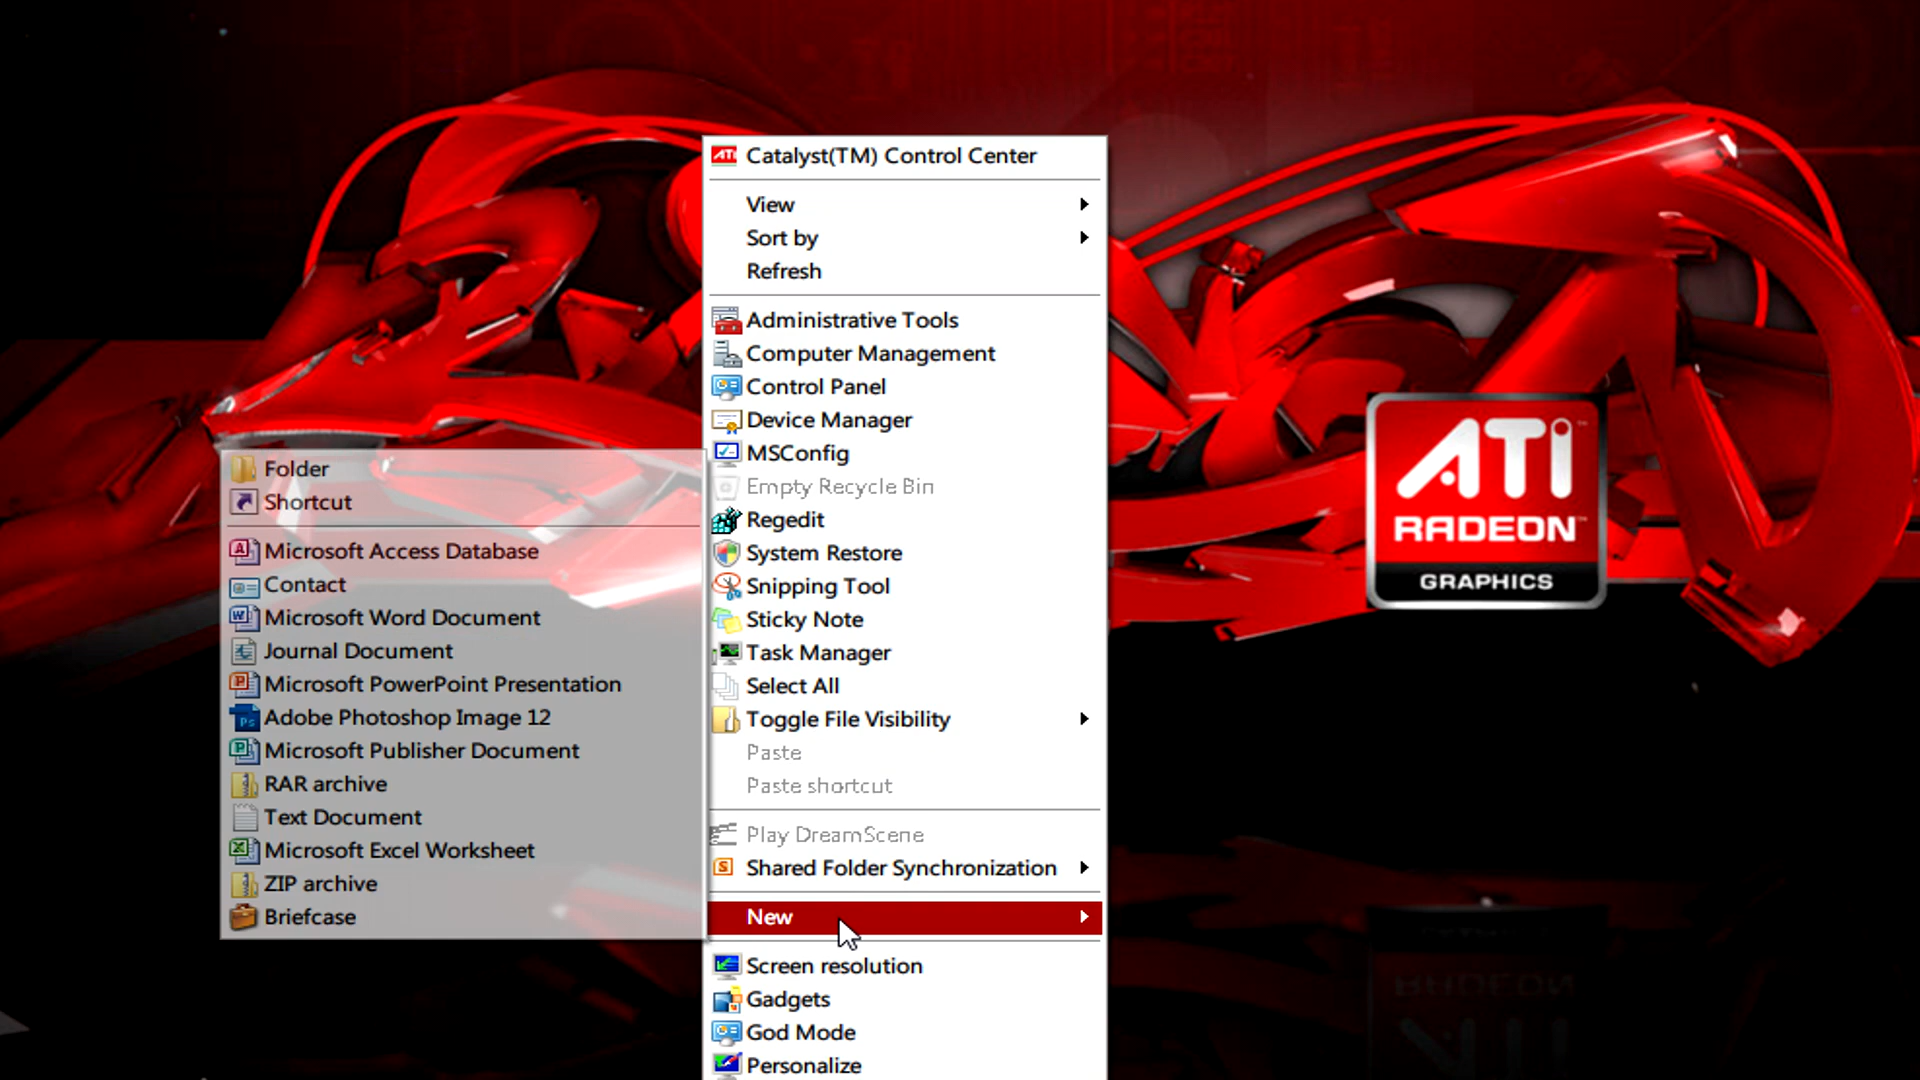 Catalyst(TM) Control Center
View
Sort by
Refresh
Administrative Tools
Computer Management
Control Panel
Device Manager
MSConfig
Empty Recycle Bin
Regedit
System Restore
Snipping Tool
Sticky Note
Task Manager
Select All
Toggle File Visibility
Paste
Paste shortcut
Play DreamScene
Shared Folder Synchronization
New
Screen resolution
Gadgets
God Mode
Personalize
Folder
Shortcut
Microsoft Access Database
Contact
Microsoft Word Document
Journal Document
Microsoft PowerPoint Presentation
Adobe Photoshop Image 12
Microsoft Publisher Document
RAR archive
Text Document
Microsoft Excel Worksheet
ZIP archive
Briefcase
ATI™
RADEON™
GRAPHICS